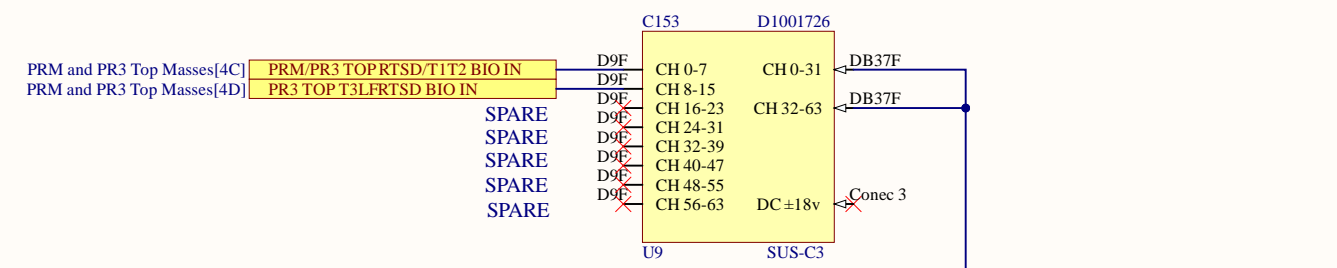 C153 D1001726
D9F DB37F
PRM and PR3 Top Masses[4C] PRM/PR3 TOP RTSD/T1T2 BIO IN CH 0-7 CH 0-31
D9F
PRM and PR3 Top Masses[4D] PR3 TOP T3LFRTSD BIO IN CH 8-15
D9F DB37F
SPARE CH 16-23 CH 32-63
D9F
SPARE CH 24-31
D9F
SPARE CH 32-39
D9F
CH 40-47
D9F
SPARE CH 48-55
D9F Conec 3
SPARE CH 56-63 DC ±18v
U9 SUS-C3